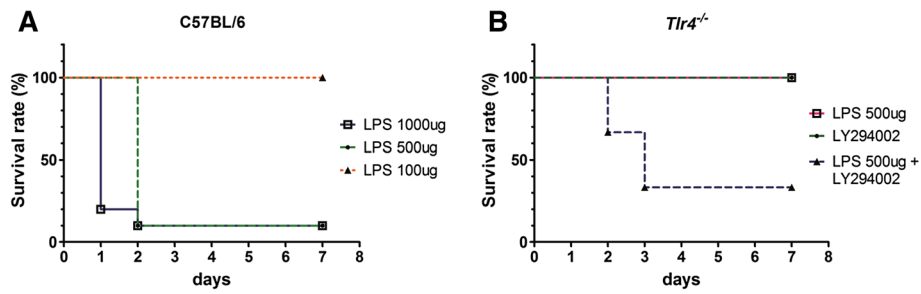 A
C57BL/6
Survival rate (%)
100
50
0
0 1 2 3 4 5 6 7 8
days
LPS 1000ug
LPS 500ug
LPS 100ug
B
Tlr4-/-
Survival rate (%)
100
50
0
0 1 2 3 4 5 6 7 8
days
LPS 500ug
LY294002
LPS 500ug +
LY294002